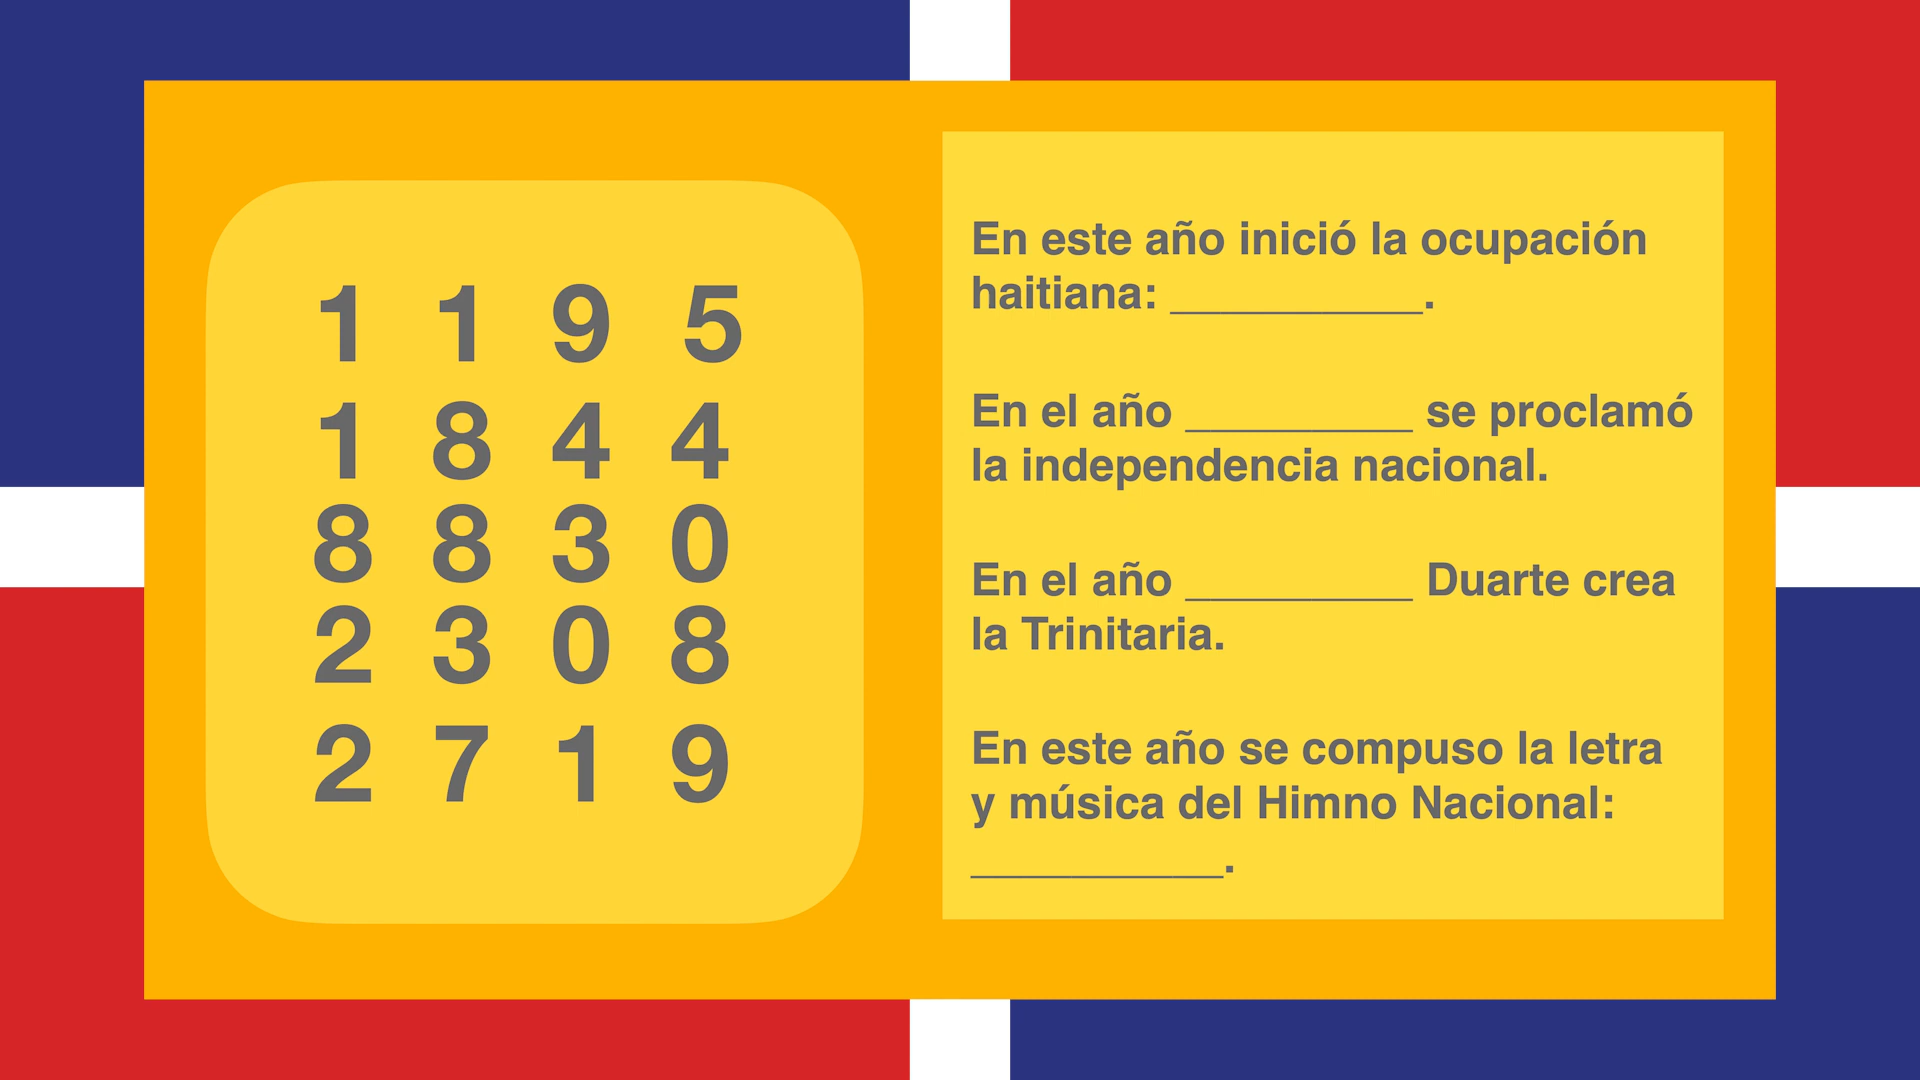 1 1 9 5
1 8 4 4
8 8 3 0
2 3 0 8
2 7 1 9
En este año inició la ocupación
haitiana: __________.
En el año _________ se proclamó
la independencia nacional.
En el año _________ Duarte crea
la Trinitaria.
En este año se compuso la letra
y música del Himno Nacional:
__________.